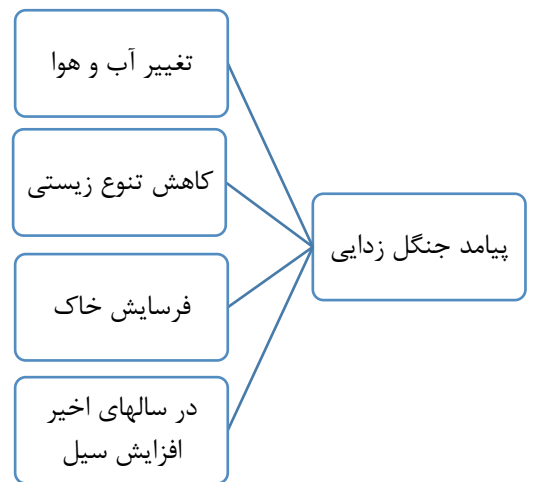 پیامد جنگل زدایی
تغییر آب و هوا
کاهش تنوع زیستی
فرسایش خاک
در سالهای اخیر
افزایش سیل